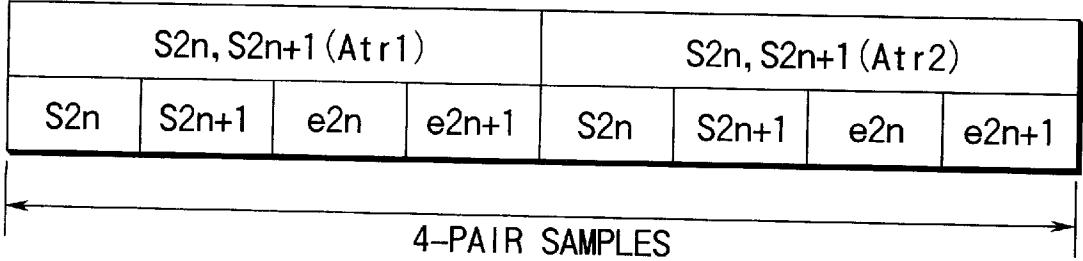 S2n, S2n+1(Atr1) S2n, S2n+1(Atr2)
S2n S2n+1 e2n e2n+1 S2n S2n+1 e2n e2n+1
4-PAIR SAMPLES